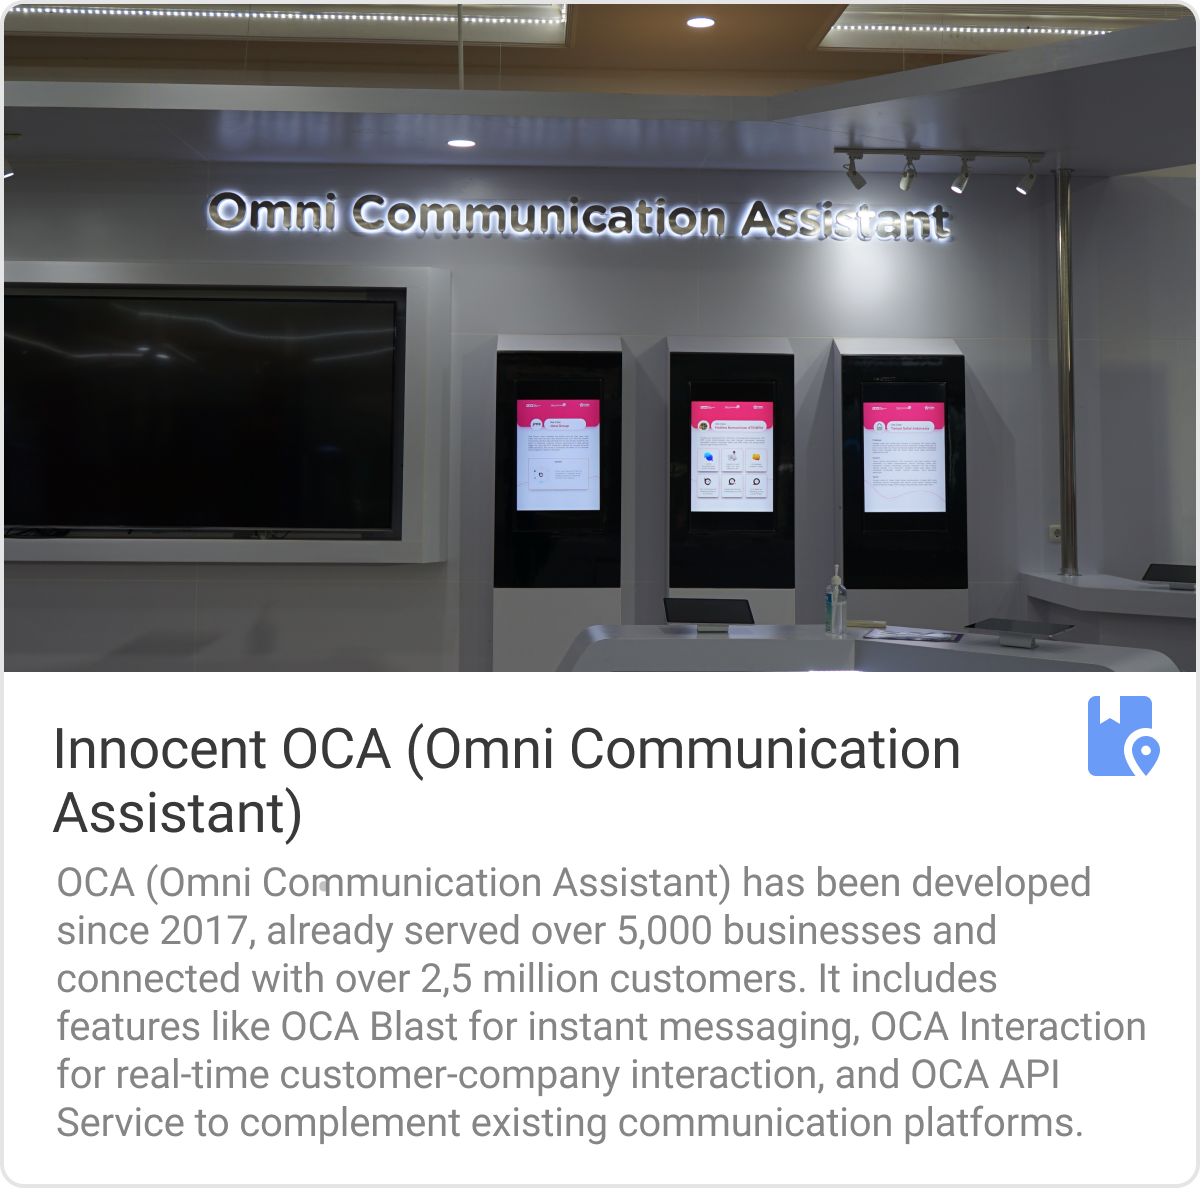 Omni Communication Assistant
Innocent OCA (Omni Communication
Assistant)
OCA (Omni Communication Assistant) has been developed
since 2017, already served over 5,000 businesses and
connected with over 2,5 million customers. It includes
features like OCA Blast for instant messaging, OCA Interaction
for real-time customer-company interaction, and OCA API
Service to complement existing communication platforms.